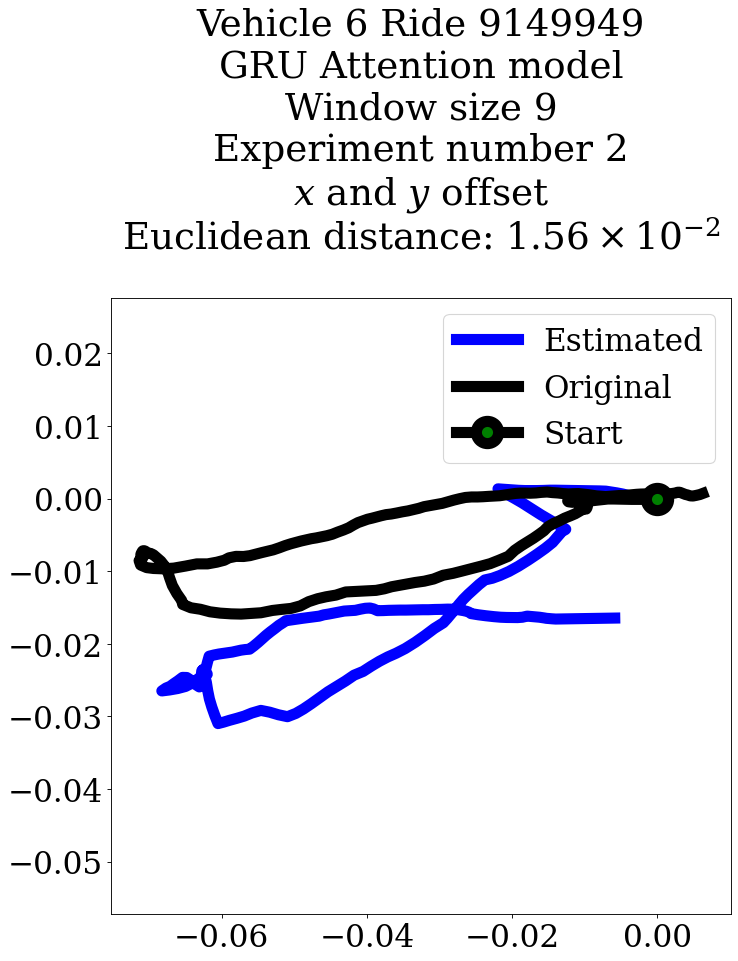 Vehicle 6 Ride 9149949
GRU Attention model
Window size 9
Experiment number 2
x and y offset
Euclidean distance: 1.56 × 10⁻²
Estimated
Original
Start
0.02
0.01
0.00
−0.01
−0.02
−0.03
−0.04
−0.05
−0.06 −0.04 −0.02 0.00